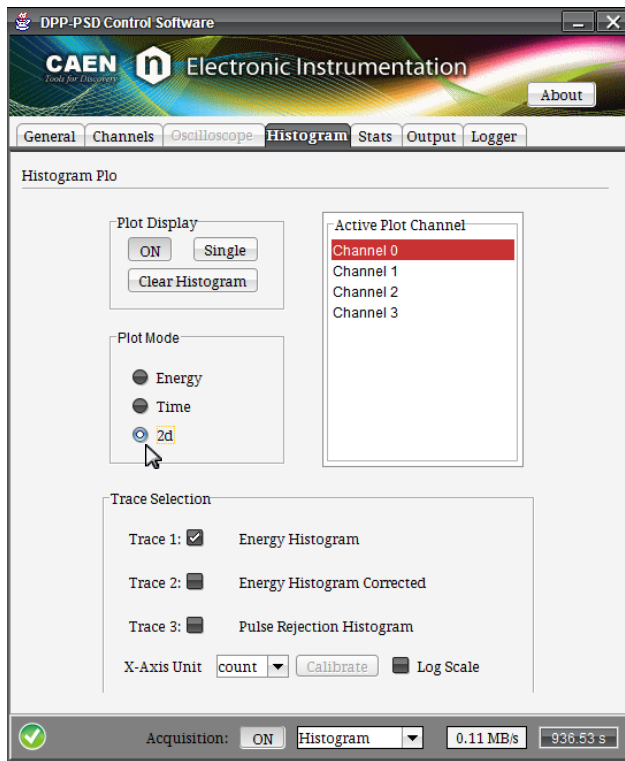 DPP-PSD Control Software
CAEN n Electronic Instrumentation
Tools for Discovery
About
General Channels Oscilloscope Histogram Stats Output Logger
Histogram Plo
Plot Display
ON Single
Clear Histogram
Active Plot Channel
Channel 0
Channel 1
Channel 2
Channel 3
Plot Mode
Energy
Time
2d
Trace Selection
Trace 1: Energy Histogram
Trace 2: Energy Histogram Corrected
Trace 3: Pulse Rejection Histogram
X-Axis Unit count Calibrate Log Scale
Acquisition: ON Histogram 0.11 MB/s 936.53 s